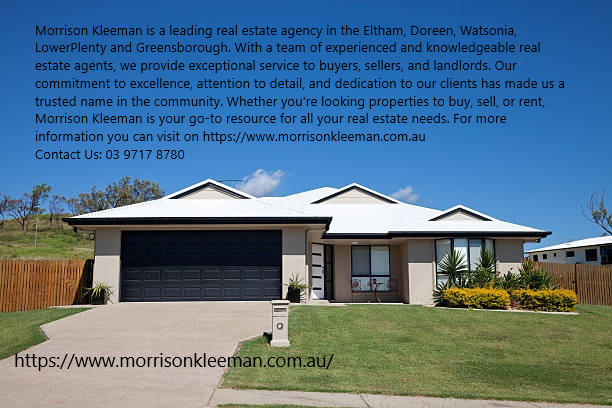 Morrison Kleeman is a leading real estate agency in the Eltham, Doreen, Watsonia,
LowerPlenty and Greensborough. With a team of experienced and knowledgeable real
estate agents, we provide exceptional service to buyers, sellers, and landlords. Our
commitment to excellence, attention to detail, and dedication to our clients has made us a
trusted name in the community. Whether you're looking properties to buy, sell, or rent,
Morrison Kleeman is your go-to resource for all your real estate needs. For more
information you can visit on https://www.morrisonkleeman.com.au
Contact Us: 03 9717 8780
https://www.morrisonkleeman.com.au/